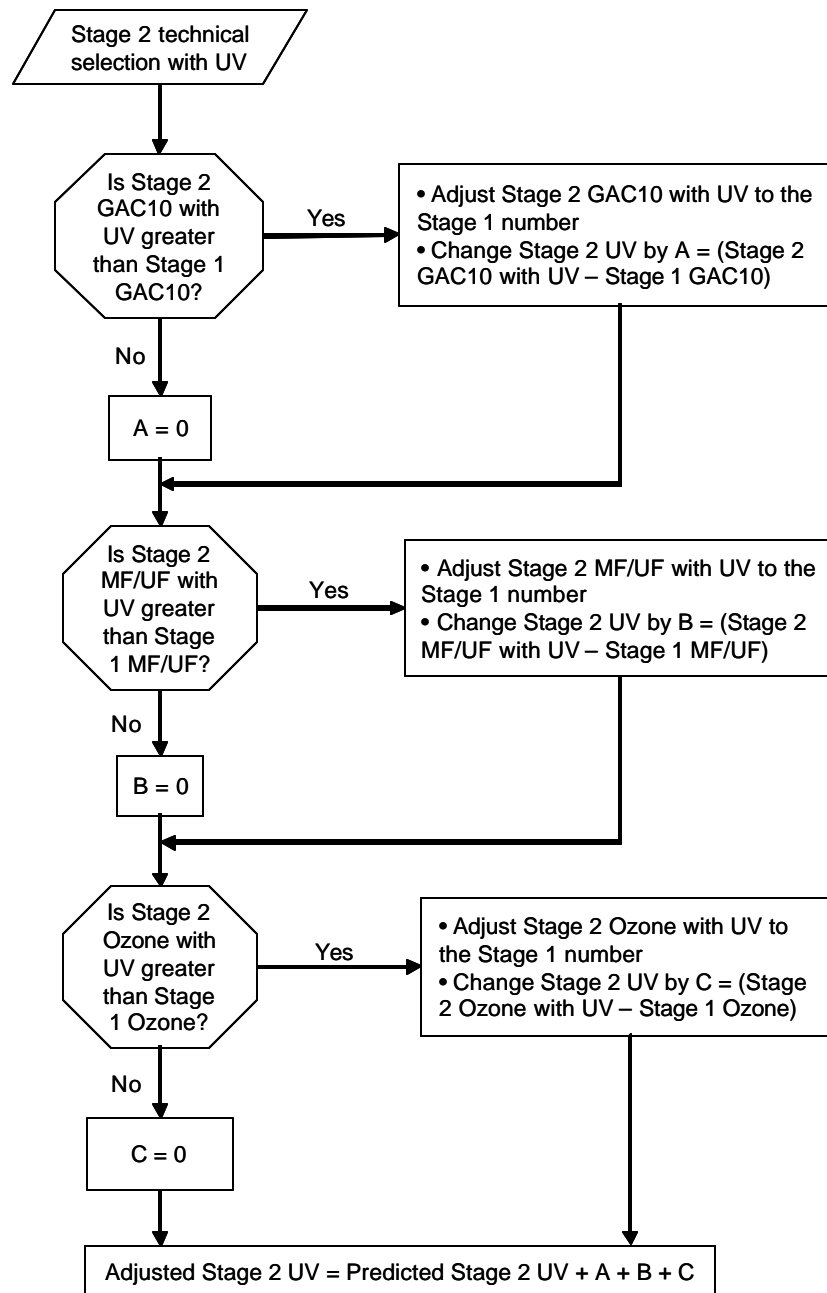 Stage 2 technical
selection with UV
Is Stage 2
GAC10 with
UV greater
than Stage 1
GAC10?
Yes
• Adjust Stage 2 GAC10 with UV to the
Stage 1 number
• Change Stage 2 UV by A = (Stage 2
GAC10 with UV – Stage 1 GAC10)
No
A = 0
Is Stage 2
MF/UF with
UV greater
than Stage
1 MF/UF?
Yes
• Adjust Stage 2 MF/UF with UV to the
Stage 1 number
• Change Stage 2 UV by B = (Stage 2
MF/UF with UV – Stage 1 MF/UF)
No
B = 0
Is Stage 2
Ozone with
UV greater
than Stage
1 Ozone?
Yes
• Adjust Stage 2 Ozone with UV to
the Stage 1 number
• Change Stage 2 UV by C = (Stage
2 Ozone with UV – Stage 1 Ozone)
No
C = 0
Adjusted Stage 2 UV = Predicted Stage 2 UV + A + B + C